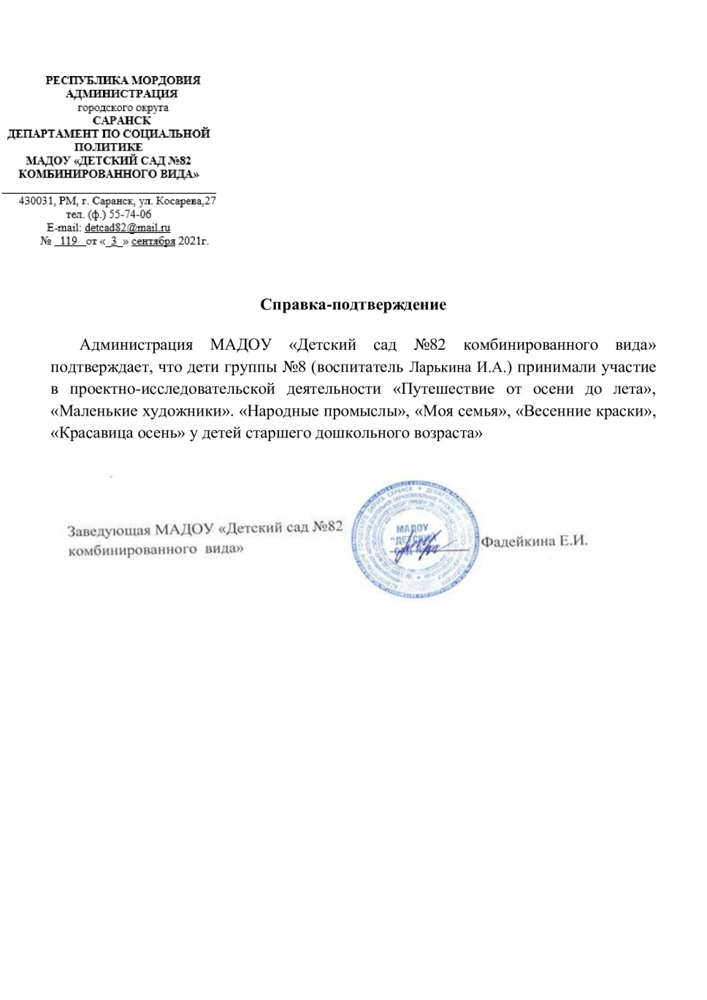 РЕСПУБЛИКА МОРДОВИЯ
АДМИНИСТРАЦИЯ
городского округа
САРАНСК
ДЕПАРТАМЕНТ ПО СОЦИАЛЬНОЙ
ПОЛИТИКЕ
МАДОУ «ДЕТСКИЙ САД №82
КОМБИНИРОВАННОГО ВИДА»
430031, РМ, г. Саранск, ул. Косарева,27
тел. (ф.) 55-74-06
E-mail: detcad82@mail.ru
№ _119_ от «_3_» сентября 2021г.
Справка-подтверждение
Администрация МАДОУ «Детский сад №82 комбинированного вида»
подтверждает, что дети группы №8 (воспитатель Ларькина И.А.) принимали участие
в проектно-исследовательской деятельности «Путешествие от осени до лета»,
«Маленькие художники». «Народные промыслы», «Моя семья», «Весенние краски»,
«Красавица осень» у детей старшего дошкольного возраста»
Заведующая МАДОУ «Детский сад №82
комбинированного вида»
МАДОУ
"ДЕТСКИЙ
Фадейкина Е.И.